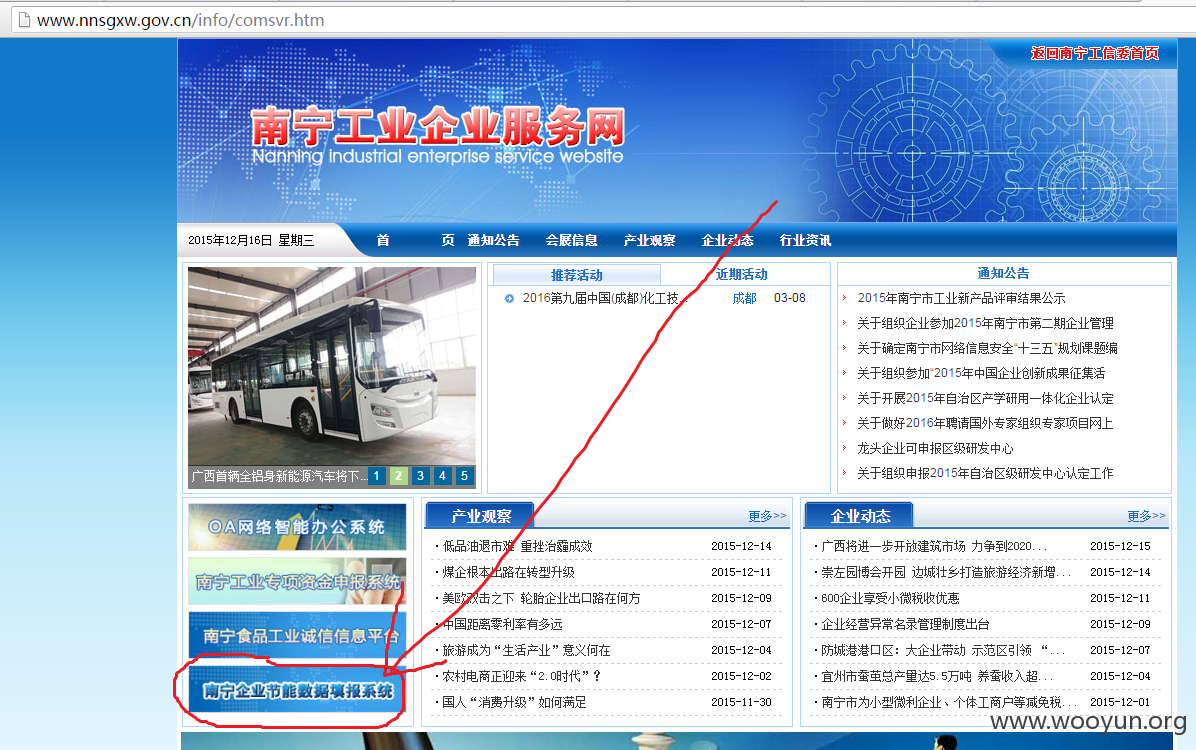 www.nnsgxw.gov.cn/info/comsvr.htm
返回南宁工信委首页
南宁工业企业服务网
Nanning industrial enterprise service website
2015年12月16日 星期三
首 页 通知公告 会展信息 产业观察 企业动态 行业资讯
推荐活动 近期活动
2016第九届中国(成都)化工技... 成都 03-08
通知公告
2015年南宁市工业新产品评审结果公示
关于组织企业参加2015年南宁市第二期企业管理
关于确定南宁市网络信息安全“十三五”规划课题编
关于组织参加“2015年中国企业创新成果征集活
关于开展2015年自治区产学研用一体化企业认定
关于做好2016年聘请国外专家组织专家项目网上
龙头企业可申报区级研发中心
关于组织申报2015年自治区级研发中心认定工作
广西首辆全铝身新能源汽车将下... 1 2 3 4 5
OA网络智能办公系统
南宁工业专项资金申报系统
南宁食品工业诚信信息平台
南宁企业节能数据填报系统
产业观察 更多>>
·低品油退市难 重挫治霾成效 2015-12-14
·煤企根本出路在转型升级 2015-12-11
·美欧双击之下 轮胎企业出口路在何方 2015-12-09
·中国距离零利率有多远 2015-12-07
·旅游成为“生活产业”意义何在 2015-12-04
·农村电商正迎来“2.0时代”？ 2015-12-02
·国人“消费升级”如何满足 2015-11-30
企业动态 更多>>
·广西将进一步开放建筑市场 力争到2020... 2015-12-15
·崇左园博会开园 边城壮乡打造旅游经济新增... 2015-12-14
·600企业享受小微税收优惠 2015-12-11
·企业经营异常名录管理制度出台 2015-12-09
·防城港港口区：大企业带动 示范区引领 “... 2015-12-07
·宜州市蚕茧总产量达5.5万吨 养蚕收入超... 2015-12-04
·南宁市为小型微利企业、个体工商户等减免税... 2015-12-01
www.wooyun.org